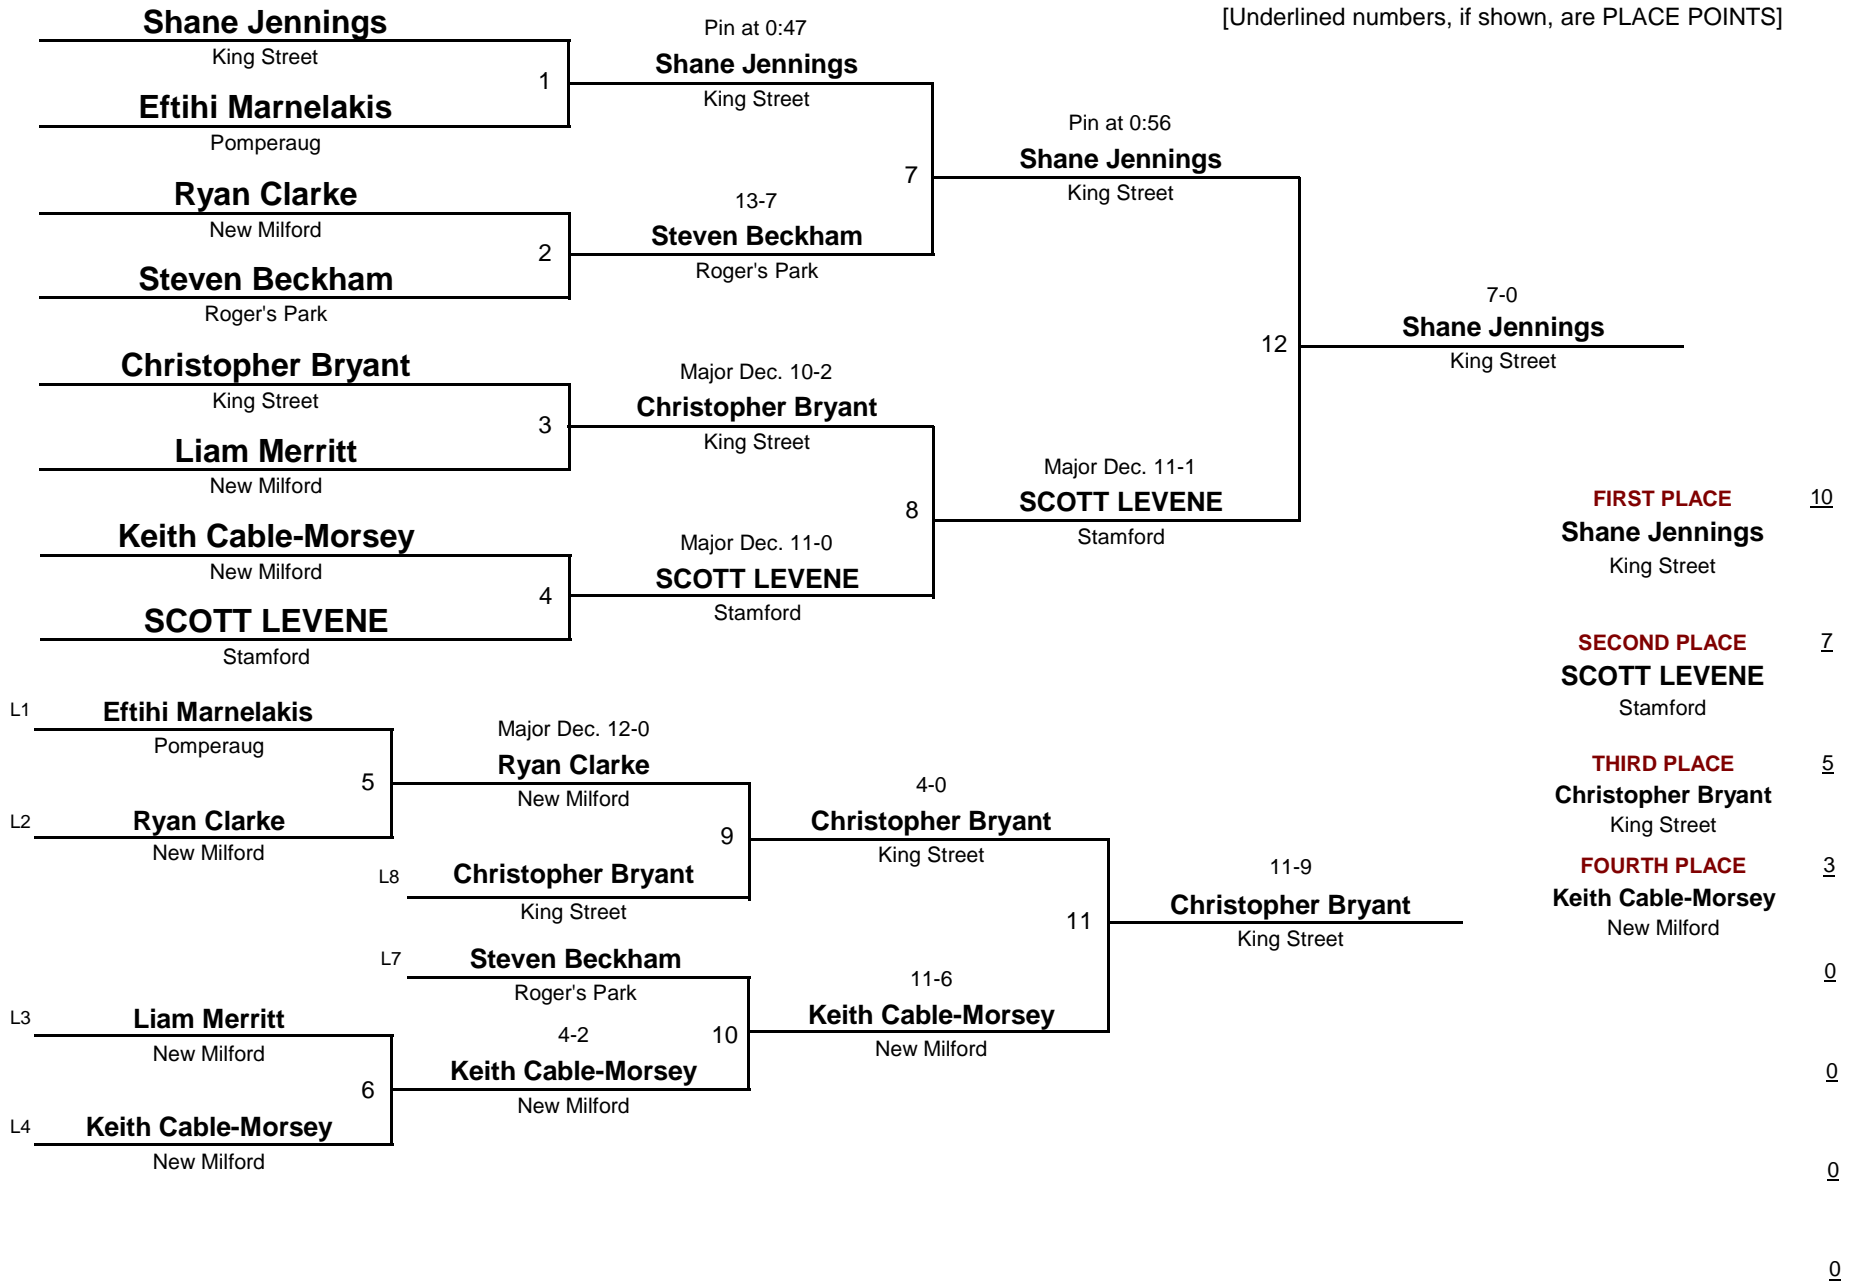 [Underlined numbers, if shown, are PLACE POINTS]
Shane Jennings
King Street
1
Eftihi Marnelakis
Pomperaug
Pin at 0:47
Shane Jennings
King Street
Ryan Clarke
New Milford
2
Steven Beckham
Roger's Park
13-7
Steven Beckham
Roger's Park
7
Pin at 0:56
Shane Jennings
King Street
Christopher Bryant
King Street
3
Liam Merritt
New Milford
Major Dec. 10-2
Christopher Bryant
King Street
Keith Cable-Morsey
New Milford
4
SCOTT LEVENE
Stamford
Major Dec. 11-0
SCOTT LEVENE
Stamford
8
Major Dec. 11-1
SCOTT LEVENE
Stamford
12
7-0
Shane Jennings
King Street
FIRST PLACE 10
Shane Jennings
King Street
SECOND PLACE 7
SCOTT LEVENE
Stamford
THIRD PLACE 5
Christopher Bryant
King Street
FOURTH PLACE 3
Keith Cable-Morsey
New Milford
0
0
0
0
L1 Eftihi Marnelakis
Pomperaug
5
L2 Ryan Clarke
New Milford
Major Dec. 12-0
Ryan Clarke
New Milford
9
L8 Christopher Bryant
King Street
4-0
Christopher Bryant
King Street
L7 Steven Beckham
Roger's Park
10
L3 Liam Merritt
New Milford
6
L4 Keith Cable-Morsey
New Milford
4-2
Keith Cable-Morsey
New Milford
11-6
Keith Cable-Morsey
New Milford
11
11-9
Christopher Bryant
King Street